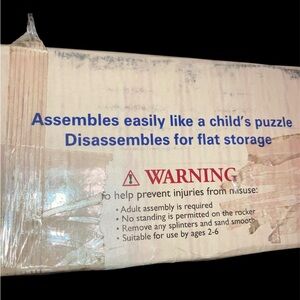 Assembles easily like a child's puzzle
Disassembles for flat storage
⚠ WARNING
To help prevent injuries from misuse:
• Adult assembly is required
• No standing is permitted on the rocker
• Remove any splinters and sand smooth
• Suitable for use by ages 2-6